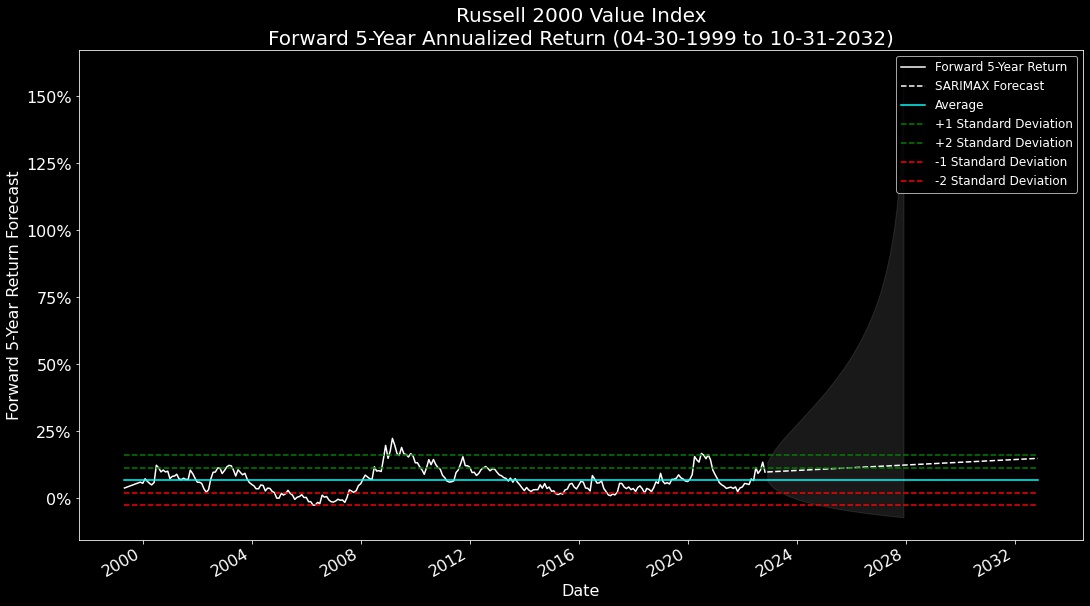 Russell 2000 Value Index
Forward 5-Year Annualized Return (04-30-1999 to 10-31-2032)
Forward 5-Year Return
SARIMAX Forecast
Average
+1 Standard Deviation
+2 Standard Deviation
-1 Standard Deviation
-2 Standard Deviation
Forward 5-Year Return Forecast
150%
125%
100%
75%
50%
25%
0%
2000
2004
2008
2012
2016
2020
2024
2028
2032
Date